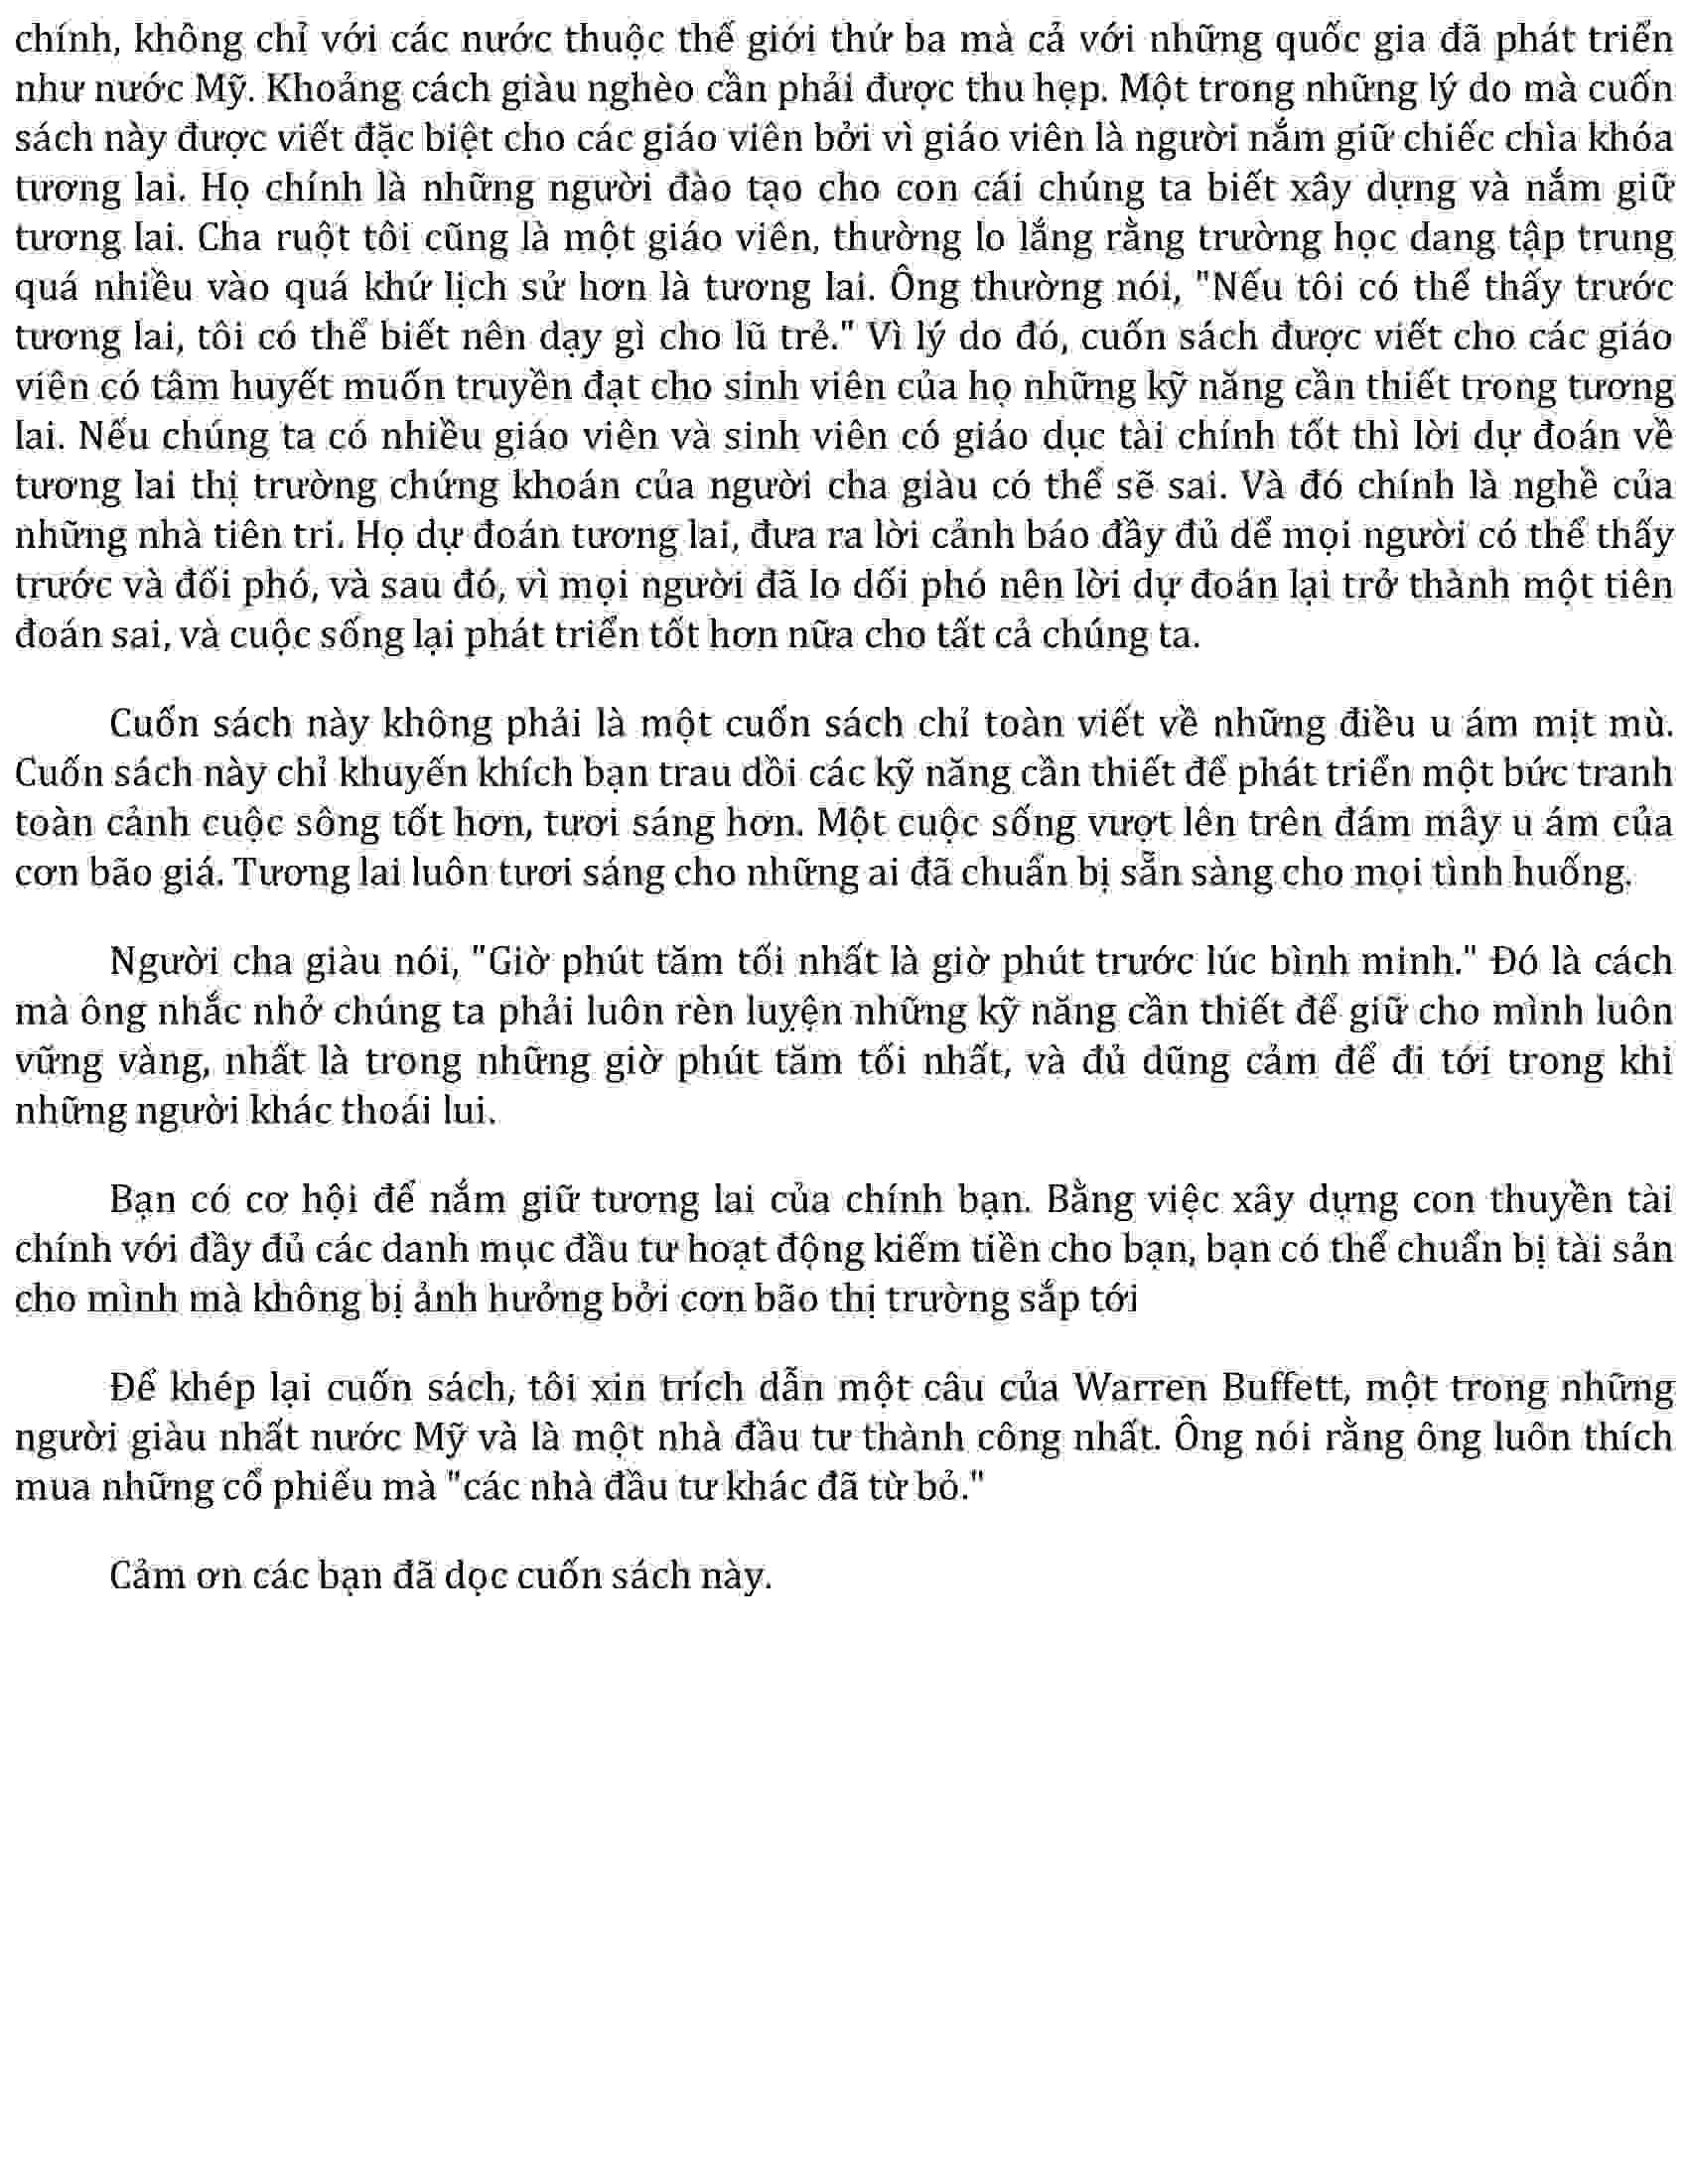 chính, không chỉ với các nước thuộc thế giới thứ ba mà cả với những quốc gia đã phát triển
như nước Mỹ. Khoảng cách giàu nghèo cần phải được thu hẹp. Một trong những lý do mà cuốn
sách này được viết đặc biệt cho các giáo viên bởi vì giáo viên là người nắm giữ chiếc chìa khóa
tương lai. Họ chính là những người đào tạo cho con cái chúng ta biết xây dựng và nắm giữ
tương lai. Cha ruột tôi cũng là một giáo viên, thường lo lắng rằng trường học dang tập trung
quá nhiều vào quá khứ lịch sử hơn là tương lai. Ông thường nói, "Nếu tôi có thể thấy trước
tương lai, tôi có thể biết nên dạy gì cho lũ trẻ." Vì lý do đó, cuốn sách được viết cho các giáo
viên có tâm huyết muốn truyền đạt cho sinh viên của họ những kỹ năng cần thiết trong tương
lai. Nếu chúng ta có nhiều giáo viên và sinh viên có giáo dục tài chính tốt thì lời dự đoán về
tương lai thị trường chứng khoán của người cha giàu có thể sẽ sai. Và đó chính là nghề của
những nhà tiên tri. Họ dự đoán tương lai, đưa ra lời cảnh báo đầy đủ dể mọi người có thể thấy
trước và đối phó, và sau đó, vì mọi người đã lo dối phó nên lời dự đoán lại trở thành một tiên
đoán sai, và cuộc sống lại phát triển tốt hơn nữa cho tất cả chúng ta.
Cuốn sách này không phải là một cuốn sách chỉ toàn viết về những điều u ám mịt mù.
Cuốn sách này chỉ khuyến khích bạn trau dồi các kỹ năng cần thiết để phát triển một bức tranh
toàn cảnh cuộc sông tốt hơn, tươi sáng hơn. Một cuộc sống vượt lên trên đám mây u ám của
cơn bão giá. Tương lai luôn tươi sáng cho những ai đã chuẩn bị sẵn sàng cho mọi tình huống.
Người cha giàu nói, "Giờ phút tăm tối nhất là giờ phút trước lúc bình minh." Đó là cách
mà ông nhắc nhở chúng ta phải luôn rèn luyện những kỹ năng cần thiết để giữ cho mình luôn
vững vàng, nhất là trong những giờ phút tăm tối nhất, và đủ dũng cảm để đi tới trong khi
những người khác thoái lui.
Bạn có cơ hội để nắm giữ tương lai của chính bạn. Bằng việc xây dựng con thuyền tài
chính với đầy đủ các danh mục đầu tư hoạt động kiếm tiền cho bạn, bạn có thể chuẩn bị tài sản
cho mình mà không bị ảnh hưởng bởi cơn bão thị trường sắp tới
Để khép lại cuốn sách, tôi xin trích dẫn một câu của Warren Buffett, một trong những
người giàu nhất nước Mỹ và là một nhà đầu tư thành công nhất. Ông nói rằng ông luôn thích
mua những cổ phiếu mà "các nhà đầu tư khác đã từ bỏ."
Cảm ơn các bạn đã dọc cuốn sách này.